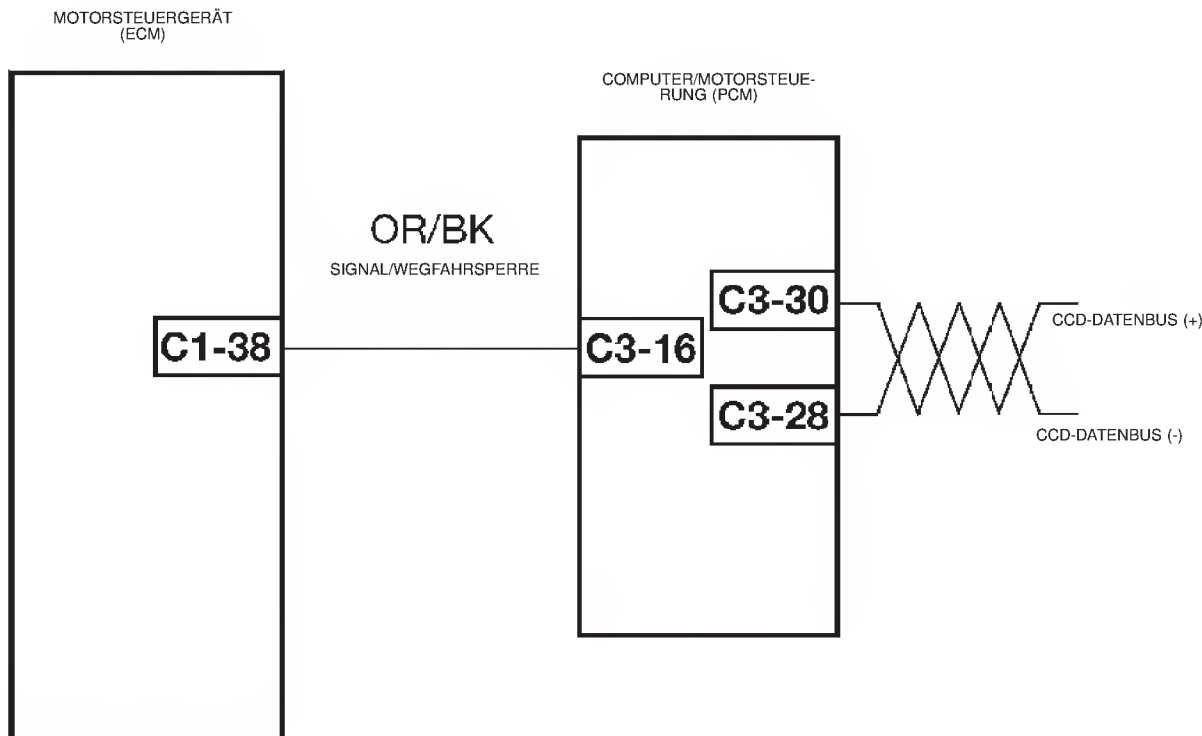 MOTORSTEUERGERÄT
(ECM)
COMPUTER/MOTORSTEUE-
RUNG (PCM)
OR/BK
SIGNAL/WEGFAHRSPERRE
C1-38
C3-16
C3-30
C3-28
CCD-DATENBUS (+)
CCD-DATENBUS (-)